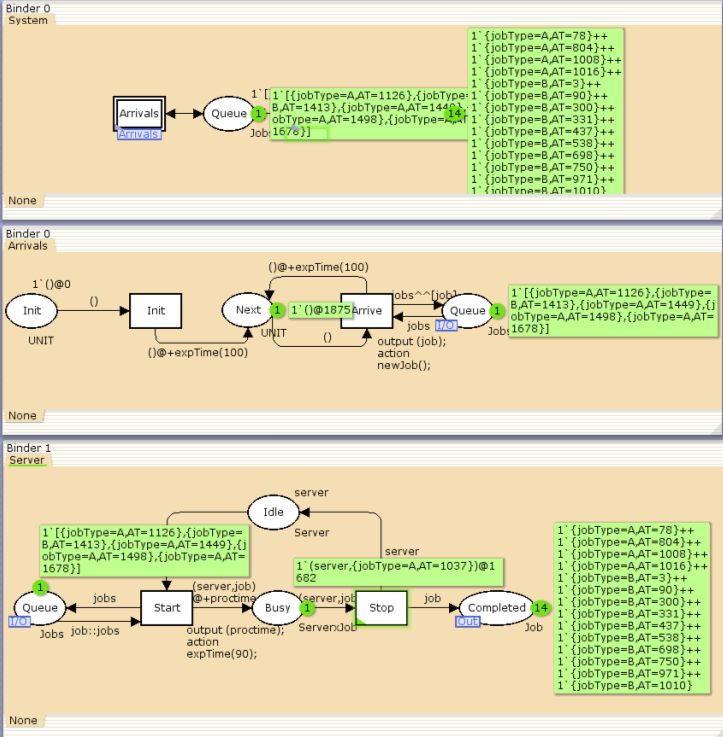 Binder 0
System
1`{jobType=A,AT=78}++
1`{jobType=A,AT=804}++
1`{jobType=A,AT=1008}++
1`{jobType=A,AT=1016}++
1`{jobType=B,AT=3}++
1`{jobType=B,AT=90}++
1`{jobType=B,AT=300}++
1`{jobType=B,AT=331}++
1`{jobType=B,AT=437}++
1`{jobType=B,AT=538}++
1`{jobType=B,AT=698}++
1`{jobType=B,AT=750}++
1`{jobType=B,AT=971}++
1`{jobType=B,AT=1010}
Arrivals
Arrivals
Queue
1
1`[
1`[{jobType=A,AT=1126},{jobType=
B,AT=1413},{jobType=A,AT=1449},{j
obType=A,AT=1498},{jobType=A,AT
1678}]
14
None
Binder 0
Arrivals
1`()@0
Init
UNIT
()
Init
()@+expTime(100)
()@+expTime(100)
Next
1
UNIT
1`()@1875
Arrive
()
jobs^^[job]
jobs
output (job);
action
newJob();
Queue
I/O
1
Jobs
1`[{jobType=A,AT=1126},{jobType=
B,AT=1413},{jobType=A,AT=1449},{j
obType=A,AT=1498},{jobType=A,AT=
1678}]
None
Binder 1
Server
server
Idle
Server
server
1`[{jobType=A,AT=1126},{jobType=
B,AT=1413},{jobType=A,AT=1449},{j
obType=A,AT=1498},{jobType=A,AT=
1678}]
1`(server,{jobType=A,AT=1037})@1
682
1
Queue
I/O
Jobs
jobs
job::jobs
Start
(server,job)
@+proctime
output (proctime);
action
expTime(90);
Busy
1
(server,job
Server
Job
Stop
job
Completed
Out
14
Job
1`{jobType=A,AT=78}++
1`{jobType=A,AT=804}++
1`{jobType=A,AT=1008}++
1`{jobType=A,AT=1016}++
1`{jobType=B,AT=3}++
1`{jobType=B,AT=90}++
1`{jobType=B,AT=300}++
1`{jobType=B,AT=331}++
1`{jobType=B,AT=437}++
1`{jobType=B,AT=538}++
1`{jobType=B,AT=698}++
1`{jobType=B,AT=750}++
1`{jobType=B,AT=971}++
1`{jobType=B,AT=1010}
None